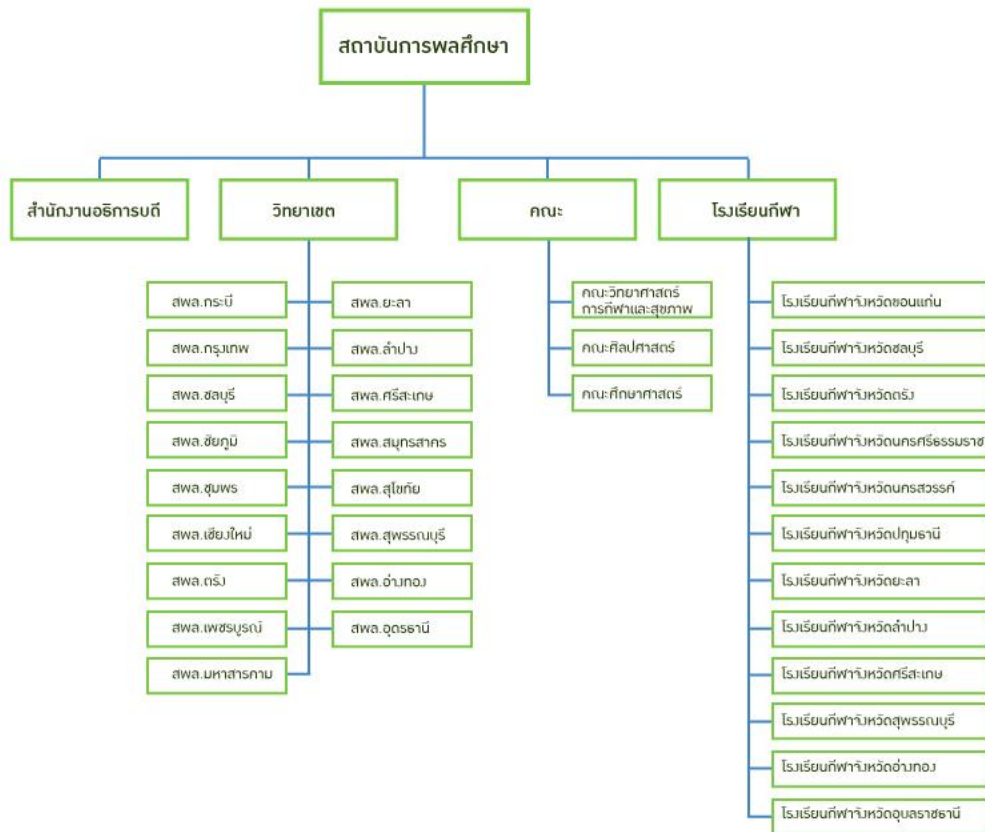 สถาบันการพลศึกษา
สำนักงานอธิการบดี
วิทยาเขต
คณะ
โรงเรียนกีฬา
สพล.กระบี่
สพล.กรุงเทพ
สพล.ชลบุรี
สพล.ชัยภูมิ
สพล.ชุมพร
สพล.เชียงใหม่
สพล.ตรัง
สพล.เพชรบูรณ์
สพล.มหาสารคาม
สพล.ยะลา
สพล.ลำปาง
สพล.ศรีสะเกษ
สพล.สมุทรสาคร
สพล.สุโขทัย
สพล.สุพรรณบุรี
สพล.อ่างทอง
สพล.อุดรธานี
คณะวิทยาศาสตร์
การกีฬาและสุขภาพ
คณะศิลปศาสตร์
คณะศึกษาศาสตร์
โรงเรียนกีฬาจังหวัดขอนแก่น
โรงเรียนกีฬาจังหวัดชลบุรี
โรงเรียนกีฬาจังหวัดตรัง
โรงเรียนกีฬาจังหวัดนครศรีธรรมราช
โรงเรียนกีฬาจังหวัดนครสวรรค์
โรงเรียนกีฬาจังหวัดปทุมธานี
โรงเรียนกีฬาจังหวัดยะลา
โรงเรียนกีฬาจังหวัดลำปาง
โรงเรียนกีฬาจังหวัดศรีสะเกษ
โรงเรียนกีฬาจังหวัดสุพรรณบุรี
โรงเรียนกีฬาจังหวัดอ่างทอง
โรงเรียนกีฬาจังหวัดอุบลราชธานี